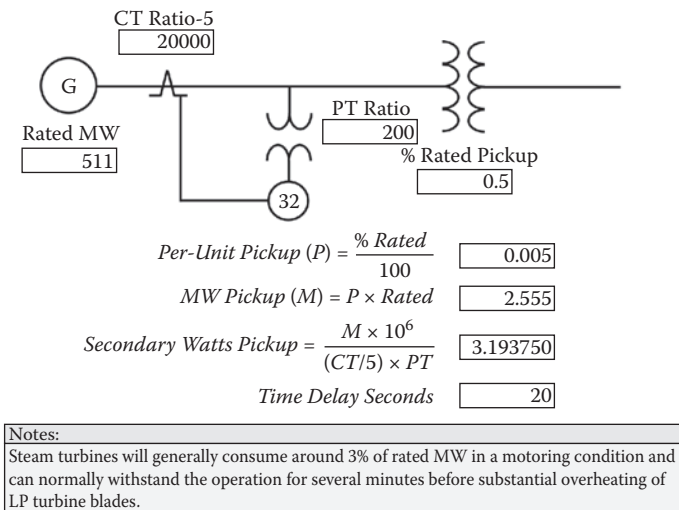 CT Ratio-5
20000
G
Rated MW
511
PT Ratio
200
% Rated Pickup
0.5
32
Per-Unit Pickup (P) = % Rated / 100 0.005
MW Pickup (M) = P × Rated 2.555
Secondary Watts Pickup = M × 10⁶ / (CT/5) × PT 3.193750
Time Delay Seconds 20
Notes:
Steam turbines will generally consume around 3% of rated MW in a motoring condition and
can normally withstand the operation for several minutes before substantial overheating of
LP turbine blades.